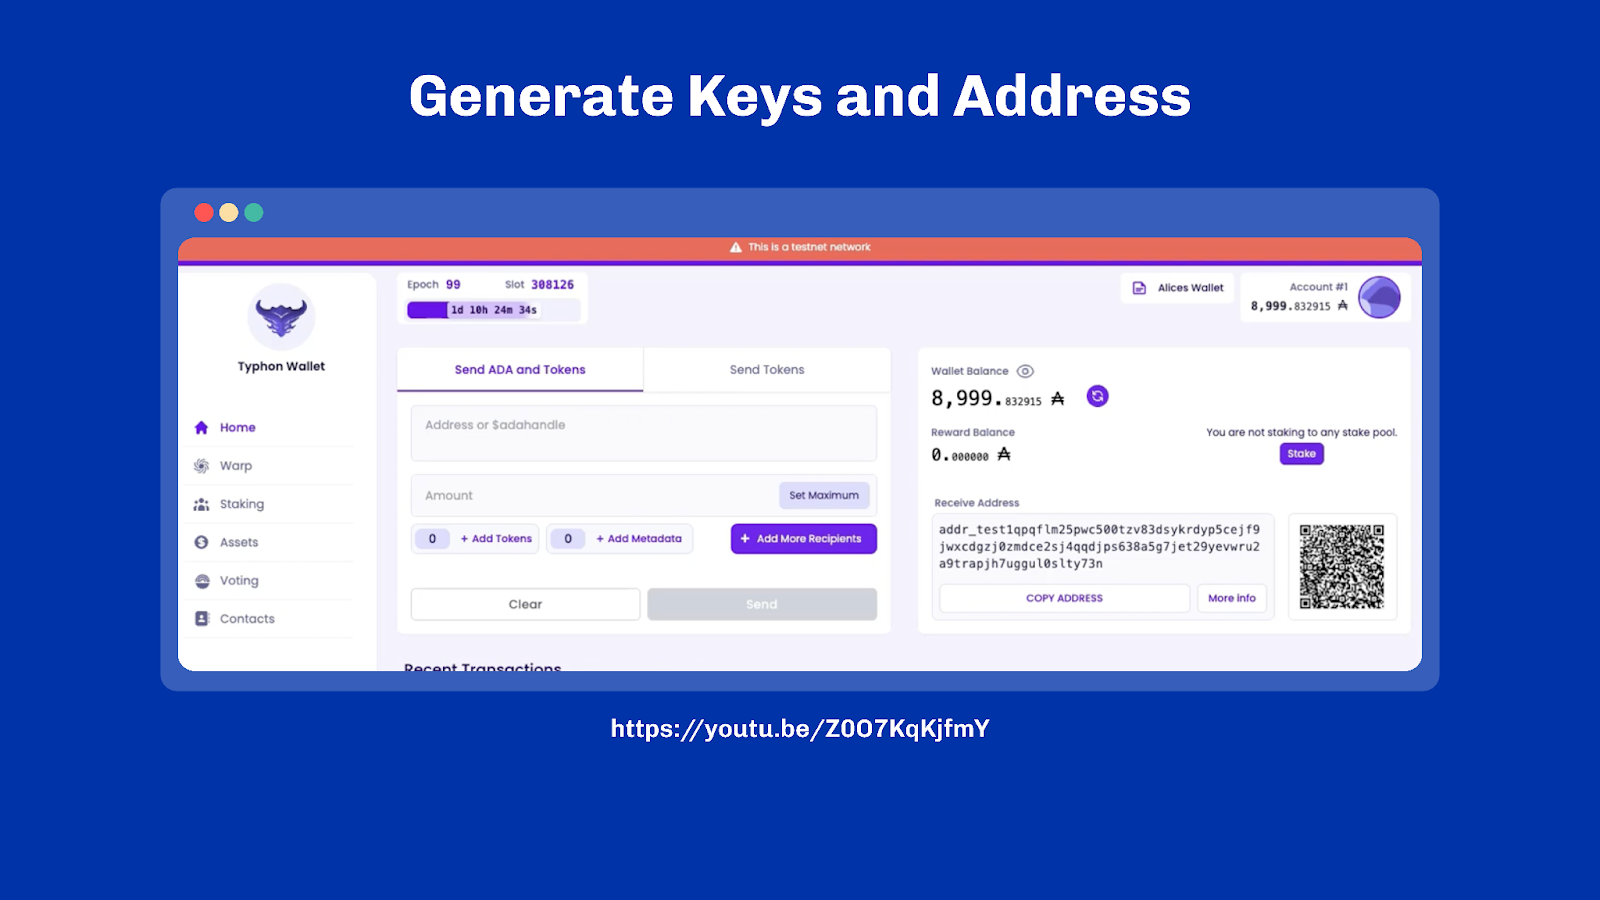 Generate Keys and Address
This is a testnet network
Epoch 99 Slot 308126
1d 10h 24m 34s
Alices Wallet
Account #1
8,999.832915 ₳
Typhon Wallet
Home
Warp
Staking
Assets
Voting
Contacts
Send ADA and Tokens
Send Tokens
Address or $adahandle
Amount
Set Maximum
0 + Add Tokens
0 + Add Metadata
+ Add More Recipients
Clear
Send
Recent Transactions
Wallet Balance
8,999.832915 ₳
Reward Balance
0.000000 ₳
You are not staking to any stake pool.
Stake
Receive Address
addr_test1qpqflm25pwc500tzv83dsykrdyp5cejf9
jwxcdgzj0zmdce2sj4qqdjps638a5g7jet29yevwru2
a9trapjh7uggul0slty73n
COPY ADDRESS
More info
https://youtu.be/Z0O7KqKjfmY